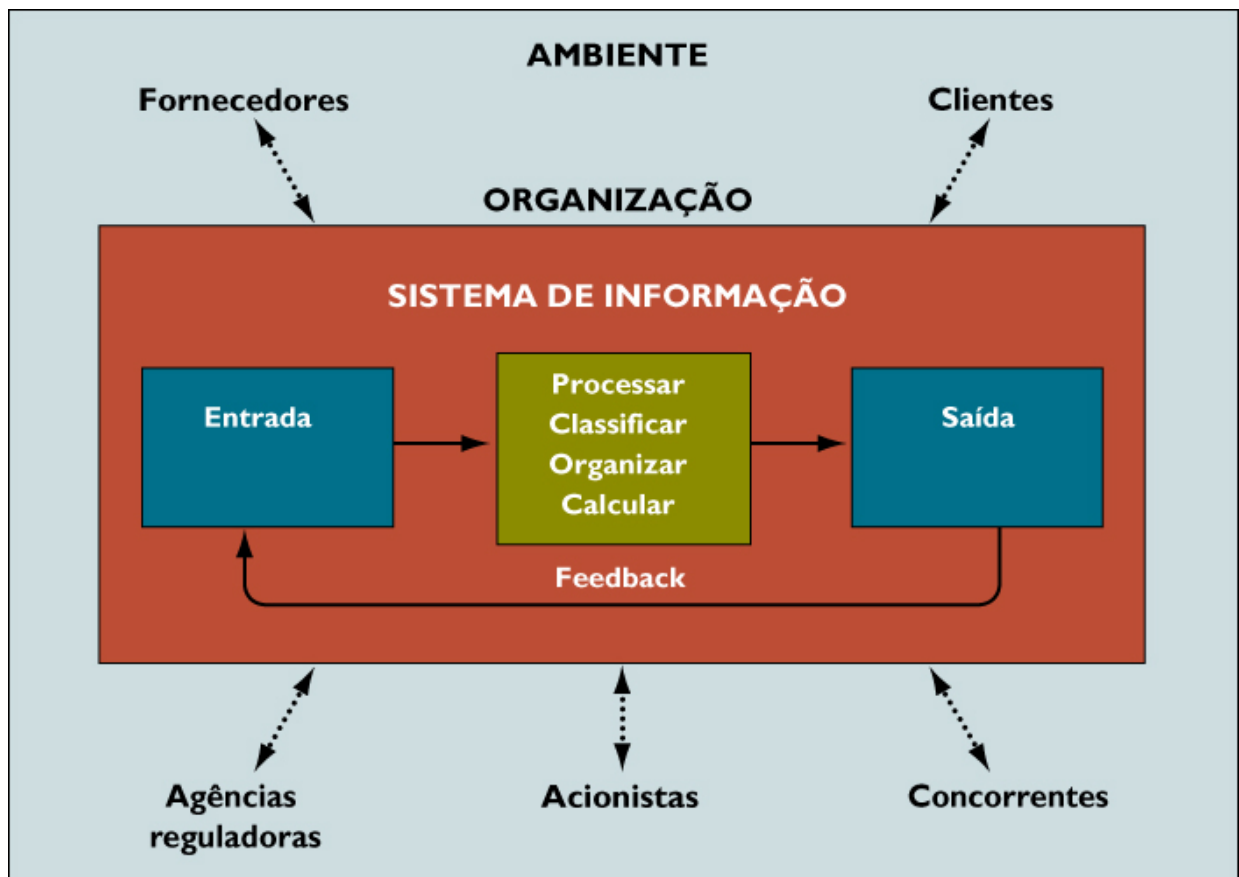 AMBIENTE
Fornecedores
Clientes
ORGANIZAÇÃO
SISTEMA DE INFORMAÇÃO
Entrada
Processar
Classificar
Organizar
Calcular
Saída
Feedback
Agências
reguladoras
Acionistas
Concorrentes